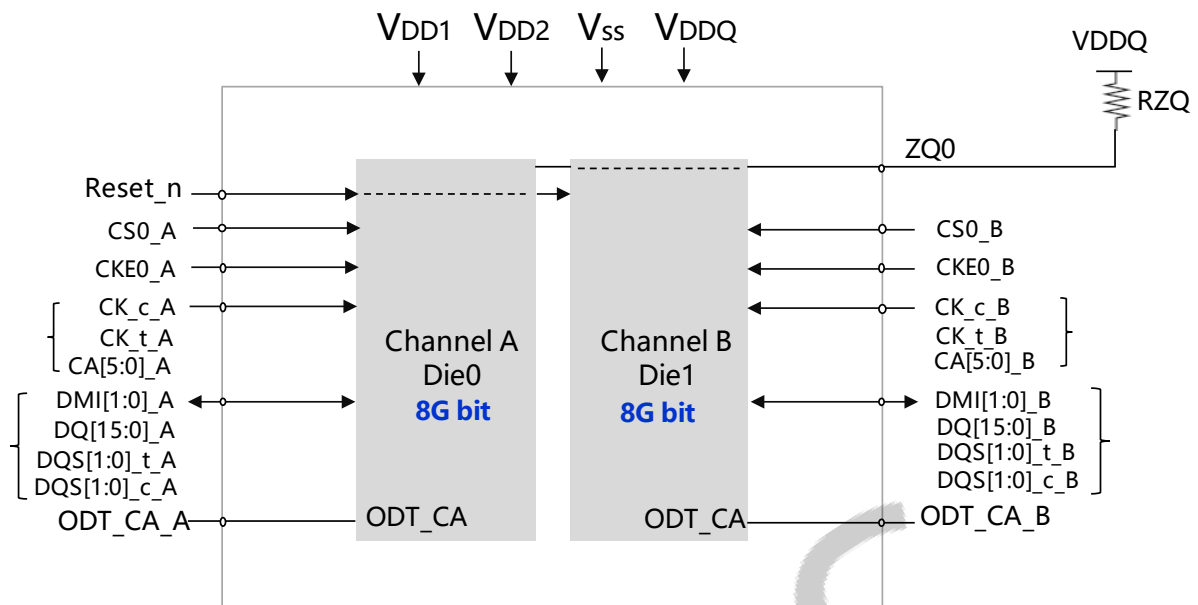 VDD1 VDD2 Vss VDDQ
VDDQ
RZQ
ZQ0
Reset_n
CS0_A
CKE0_A
CK_c_A
CK_t_A
CA[5:0]_A
DMI[1:0]_A
DQ[15:0]_A
DQS[1:0]_t_A
DQS[1:0]_c_A
ODT_CA_A
Channel A
Die0
8G bit
ODT_CA
Channel B
Die1
8G bit
ODT_CA
CS0_B
CKE0_B
CK_c_B
CK_t_B
CA[5:0]_B
DMI[1:0]_B
DQ[15:0]_B
DQS[1:0]_t_B
DQS[1:0]_c_B
ODT_CA_B